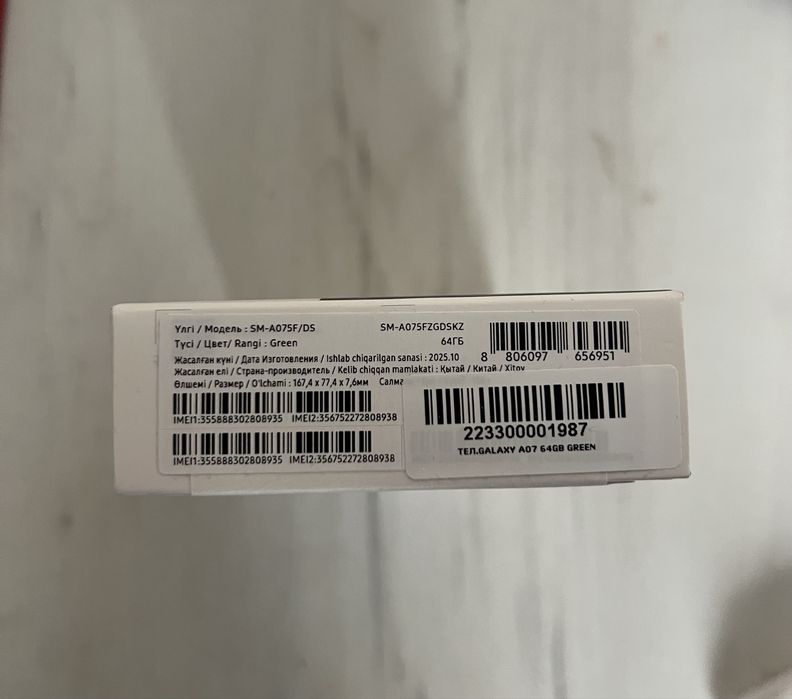 Үлгі / Модель : SM-A075F/DS SM-A075FZGDSKZ
Түсі / Цвет/ Rangi : Green 64ГБ
8 806097 656951
Жасалған күні / Дата Изготовления / Ishlab chiqarilgan sanasi : 2025.10
Жасалған елі / Страна-производитель / Kelib chiqqan mamlakati : Қытай / Китай / Xitoy
Өлшемі / Размер / O'lchami : 167,4 x 77,4 x 7,6мм
IMEI1:355888302808935 IMEI2:356752272808938
IMEI1:355888302808935 IMEI2:356752272808938
223300001987
ТЕЛ.GALAXY A07 64GB GREEN